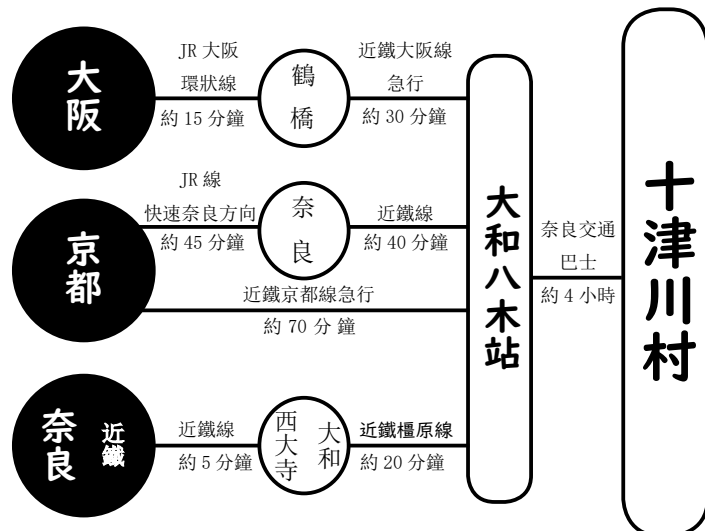 大阪
JR 大阪
環狀線
約 15 分鐘
鶴橋
近鐵大阪線
急行
約 30 分鐘
京都
JR 線
快速奈良方向
約 45 分鐘
奈良
近鐵線
約 40 分鐘
近鐵京都線急行
約 70 分 鐘
奈良
近鐵
近鐵線
約 5 分鐘
大和
西大寺
近鐵橿原線
約 20 分鐘
大和八木站
奈良交通
巴士
約 4 小時
十津川村